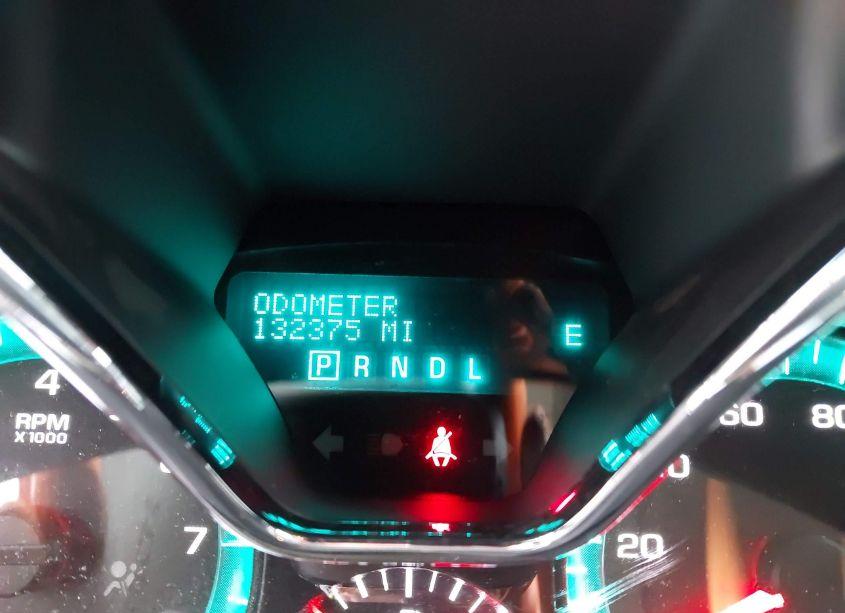 ODOMETER
132375 MI
E
P R N D L
4
RPM
X1000
7
60
80
20